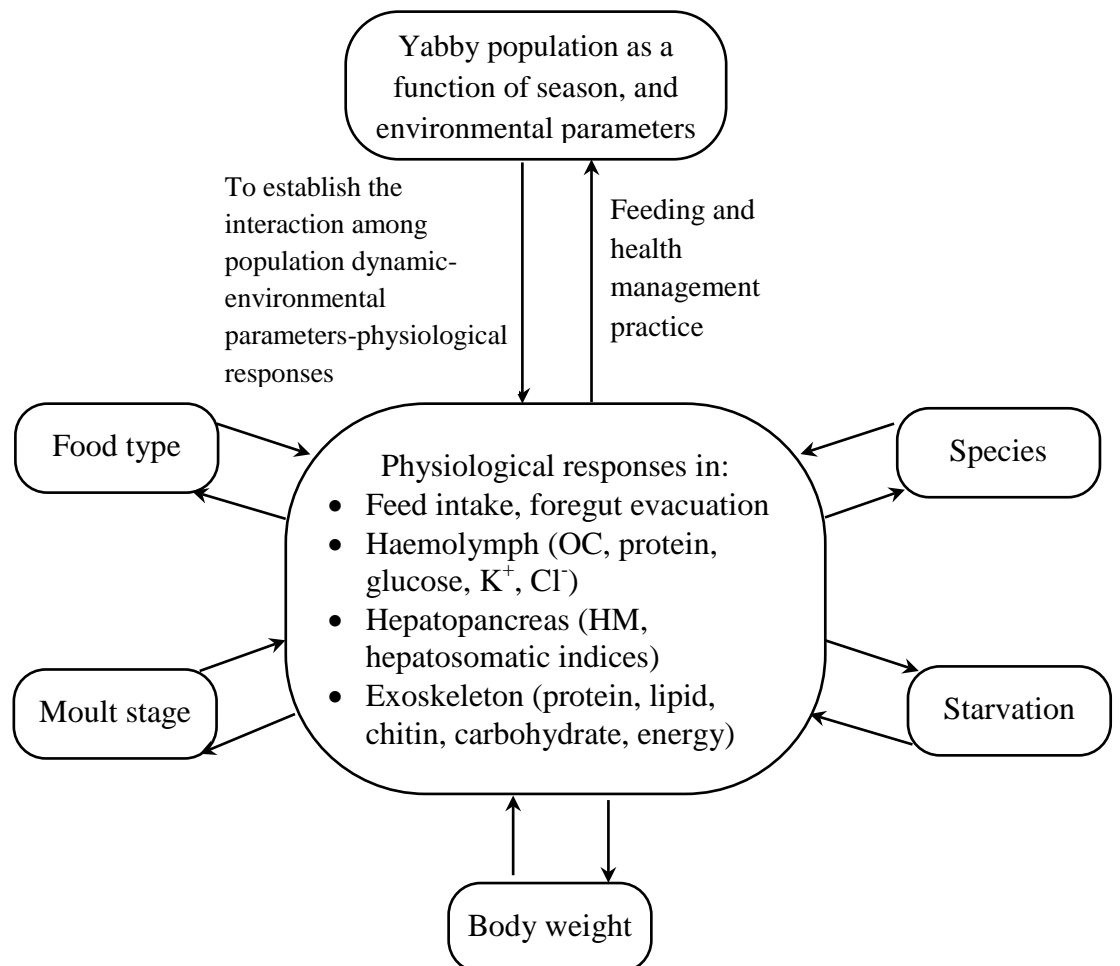 Yabby population as a
function of season, and
environmental parameters
To establish the
interaction among
population dynamic-
environmental
parameters-physiological
responses
Feeding and
health
management
practice
Food type
Species
Physiological responses in:
• Feed intake, foregut evacuation
• Haemolymph (OC, protein,
glucose, K⁺, Cl⁻)
• Hepatopancreas (HM,
hepatosomatic indices)
• Exoskeleton (protein, lipid,
chitin, carbohydrate, energy)
Moult stage
Starvation
Body weight